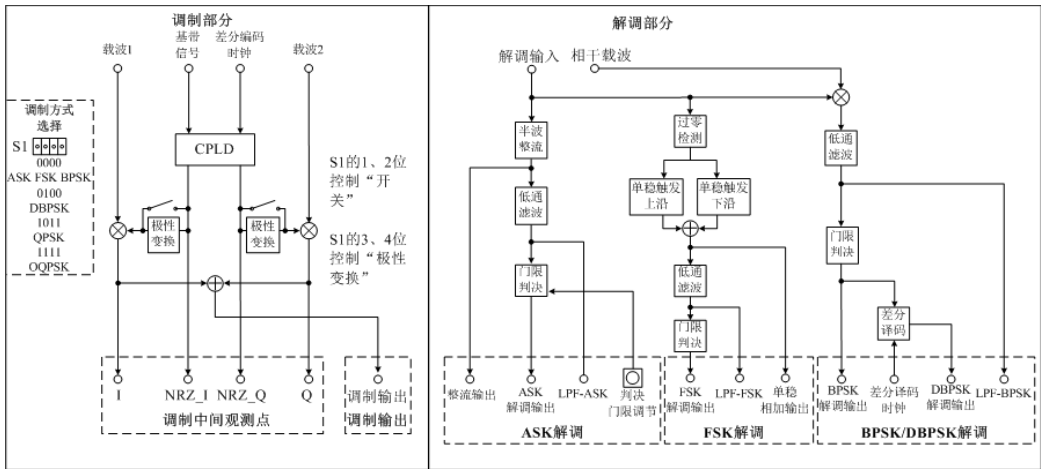 调制部分
载波1
基带
信号
差分编码
时钟
载波2
调制方式
选择
S1
0000
ASK FSK BPSK
0100
DBPSK
1011
QPSK
1111
OQPSK
CPLD
S1的1、2位
控制“开
关”
极性
变换
极性
变换
S1的3、4位
控制“极性
变换”
I
NRZ_I
NRZ_Q
Q
调制中间观测点
调制输出
调制输出
解调部分
解调输入
相干载波
半波
整流
低通
滤波
门限
判决
过零
检测
单稳触发
上沿
单稳触发
下沿
低通
滤波
门限
判决
低通
滤波
门限
判决
差分
译码
整流输出
ASK
解调输出
LPF-ASK
判决
门限调节
ASK解调
FSK
解调输出
LPF-FSK
单稳
相加输出
FSK解调
BPSK
解调输出
差分译码
时钟
DBPSK
解调输出
LPF-BPSK
BPSK/DBPSK解调